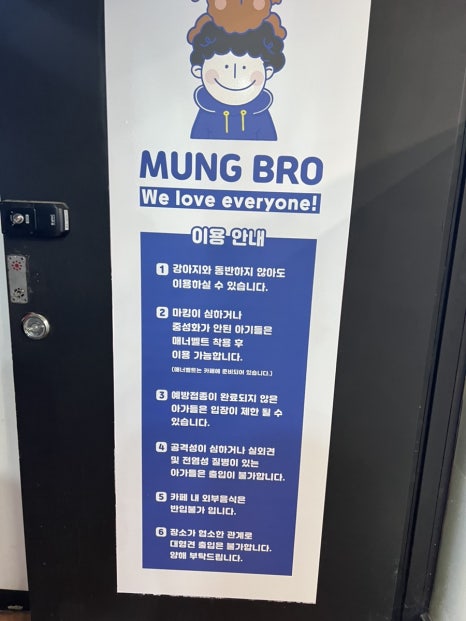 MUNG BRO
We love everyone!
이용 안내
1 강아지와 동반하지 않아도
이용하실 수 있습니다.
2 마킹이 심하거나
중성화가 안된 아기들은
매너벨트 착용 후
이용 가능합니다.
(매너벨트는 카페에 준비되어 있습니다.)
3 예방접종이 완료되지 않은
아가들은 입장이 제한 될 수
있습니다.
4 공격성이 심하거나 실외견
및 전염성 질병이 있는
아가들은 출입이 불가합니다.
5 카페 내 외부음식은
반입불가 입니다.
6 장소가 협소한 관계로
대형견 출입은 불가합니다.
양해 부탁드립니다.